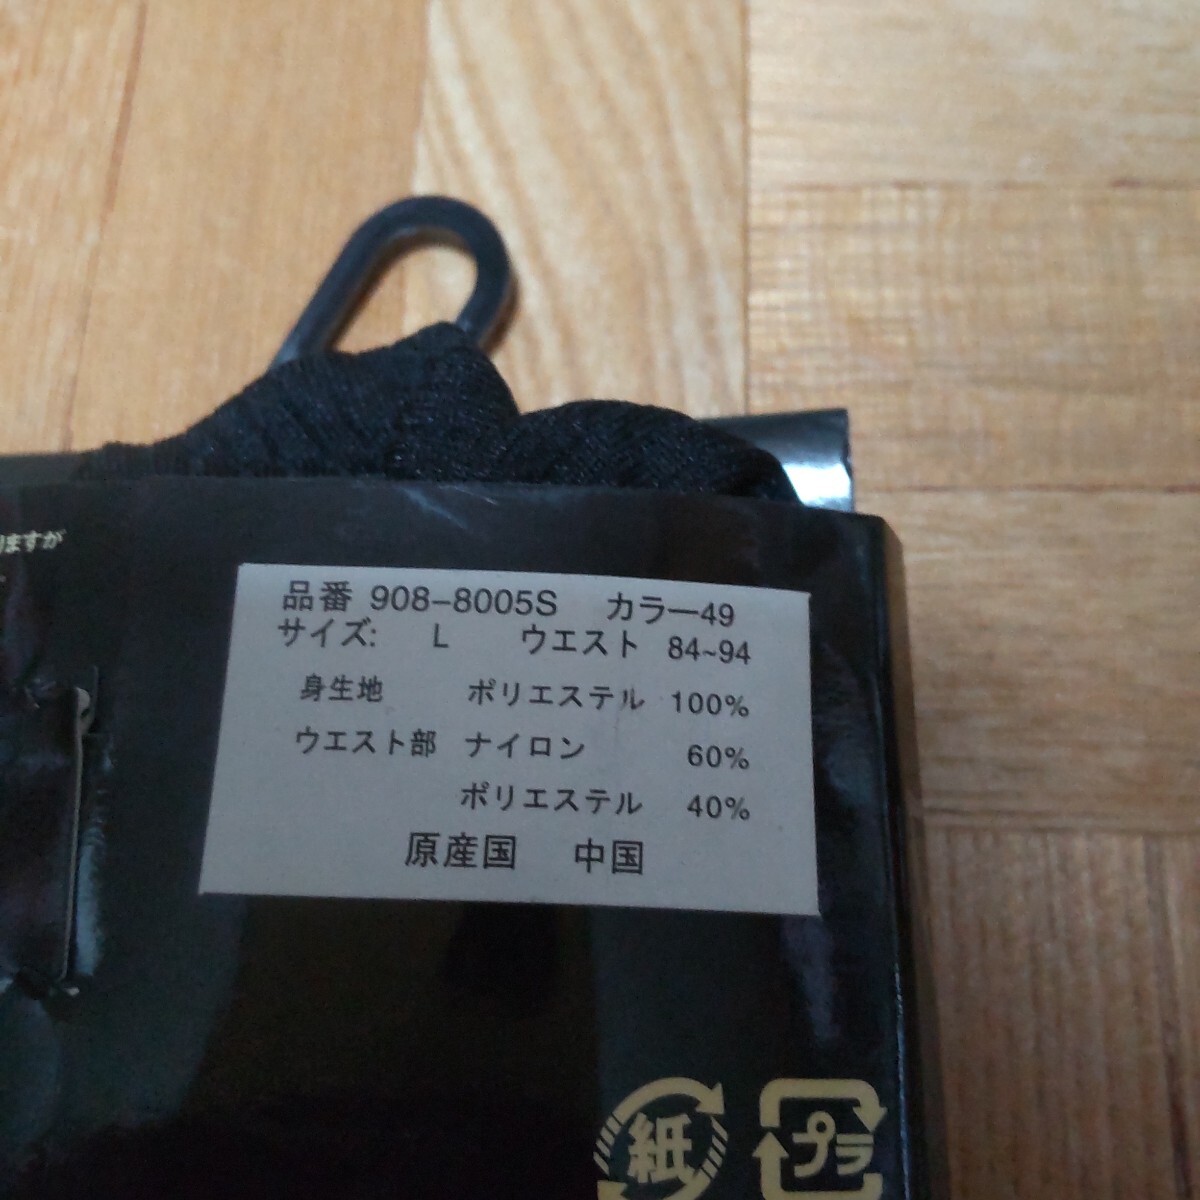 りますが
品番 908-8005S カラー49
サイズ: L ウエスト 84~94
身生地 ポリエステル 100%
ウエスト部 ナイロン 60%
ポリエステル 40%
原産国 中国
紙 プラ